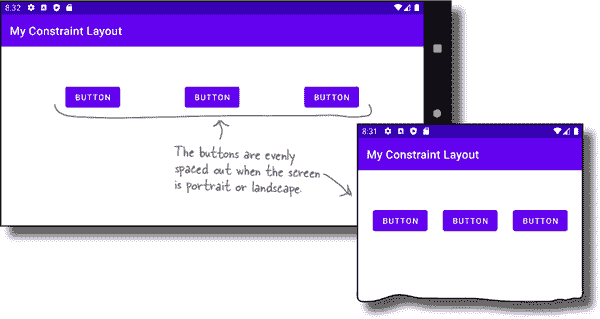 8:32
My Constraint Layout
BUTTON BUTTON BUTTON
The buttons are evenly
spaced out when the screen
is portrait or landscape.
8:31
My Constraint Layout
BUTTON BUTTON BUTTON